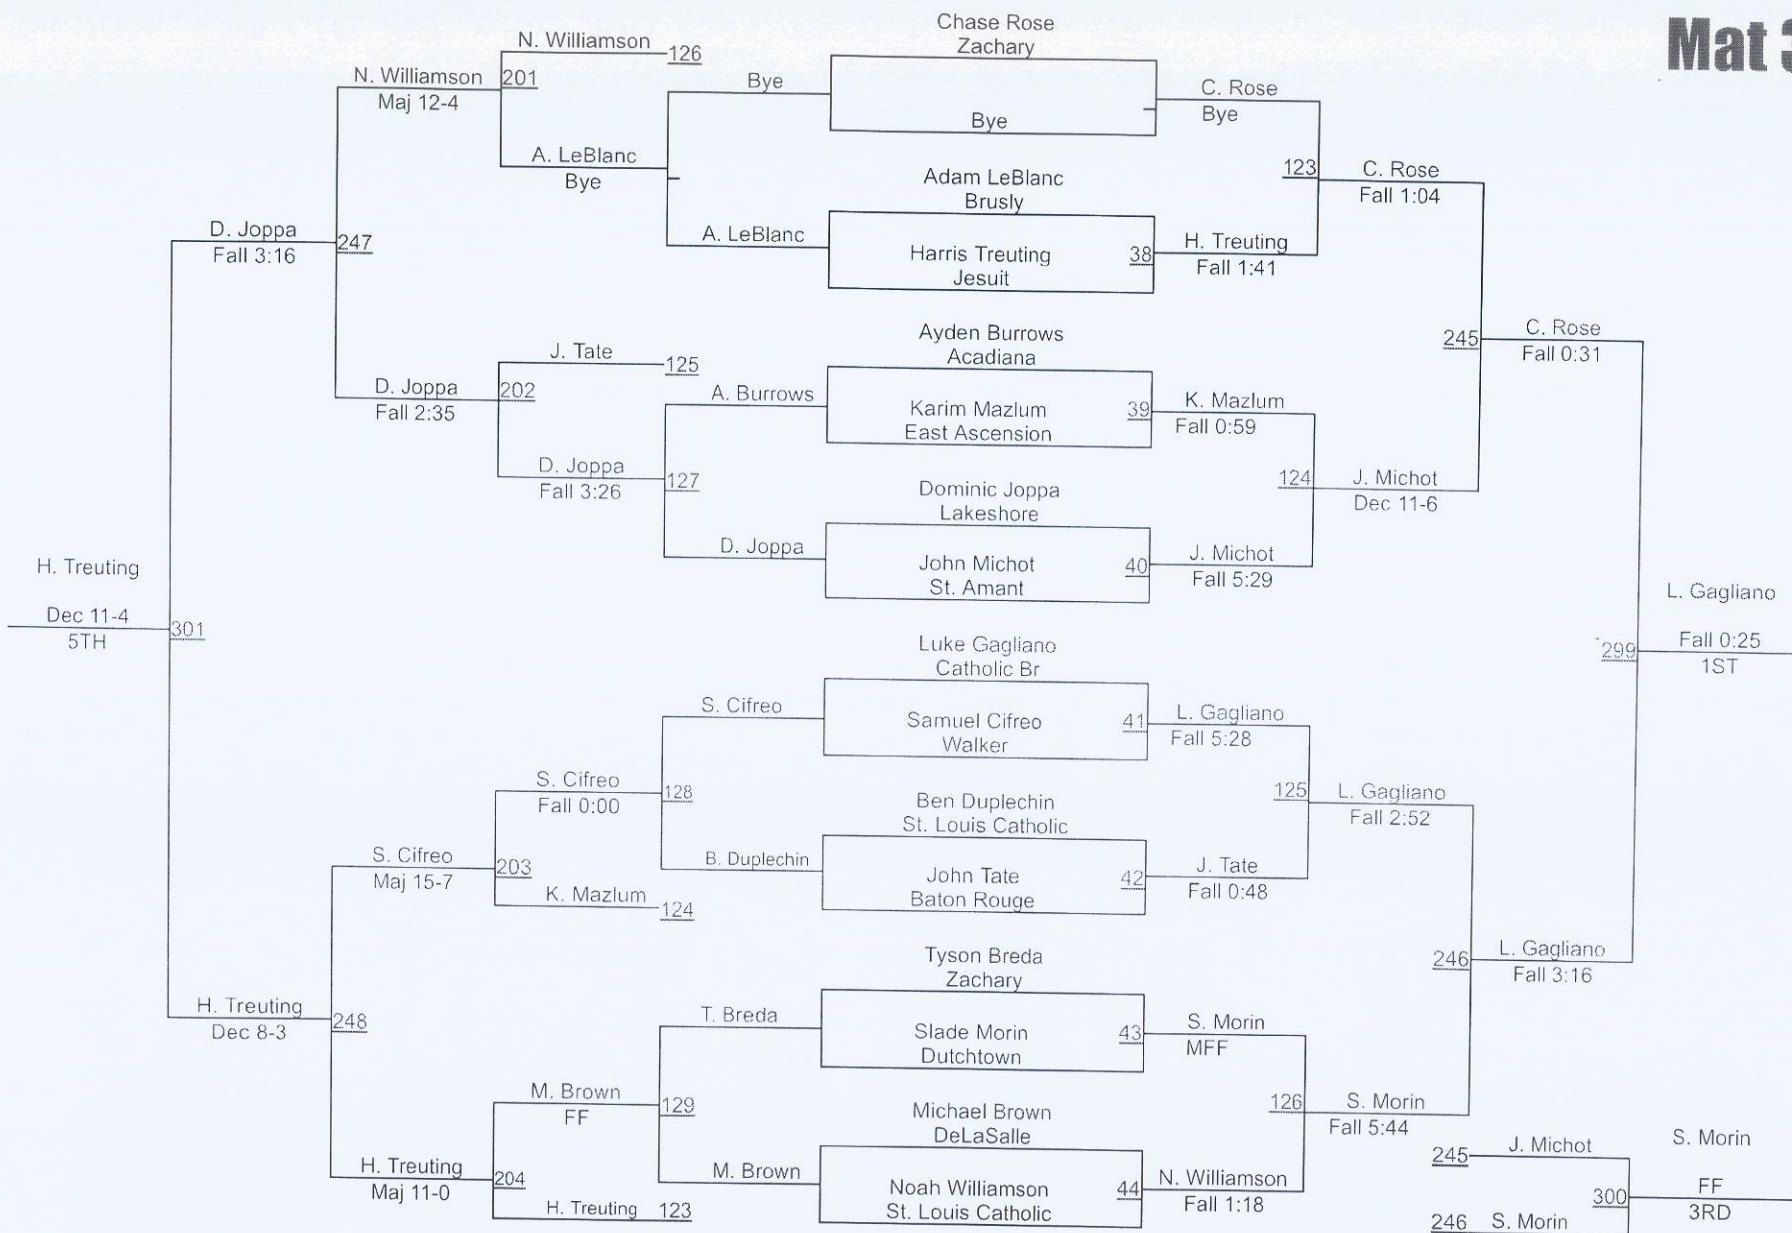 Mat 3
Chase Rose
Zachary
Bye
Adam LeBlanc
Brusly
Harris Treuting
Jesuit
38
Ayden Burrows
Acadiana
Karim Mazlum
East Ascension
39
Dominic Joppa
Lakeshore
John Michot
St. Amant
40
Luke Gagliano
Catholic Br
Samuel Cifreo
Walker
41
Ben Duplechin
St. Louis Catholic
John Tate
Baton Rouge
42
Tyson Breda
Zachary
Slade Morin
Dutchtown
43
Michael Brown
DeLaSalle
Noah Williamson
St. Louis Catholic
44
C. Rose
Bye
H. Treuting
Fall 1:41
K. Mazlum
Fall 0:59
J. Michot
Fall 5:29
L. Gagliano
Fall 5:28
J. Tate
Fall 0:48
S. Morin
MFF
N. Williamson
Fall 1:18
123
C. Rose
Fall 1:04
124
J. Michot
Dec 11-6
125
L. Gagliano
Fall 2:52
126
S. Morin
Fall 5:44
245
C. Rose
Fall 0:31
246
L. Gagliano
Fall 3:16
299
L. Gagliano
Fall 0:25
1ST
245
J. Michot
246
S. Morin
300
S. Morin
FF
3RD
Bye
A. LeBlanc
A. Burrows
D. Joppa
S. Cifreo
B. Duplechin
T. Breda
M. Brown
N. Williamson
126
A. LeBlanc
Bye
J. Tate
125
D. Joppa
Fall 3:26
127
S. Cifreo
Fall 0:00
128
K. Mazlum
124
M. Brown
FF
129
H. Treuting
123
N. Williamson
Maj 12-4
201
D. Joppa
Fall 2:35
202
S. Cifreo
Maj 15-7
203
H. Treuting
Maj 11-0
204
D. Joppa
Fall 3:16
247
H. Treuting
Dec 8-3
248
H. Treuting
Dec 11-4
5TH
301